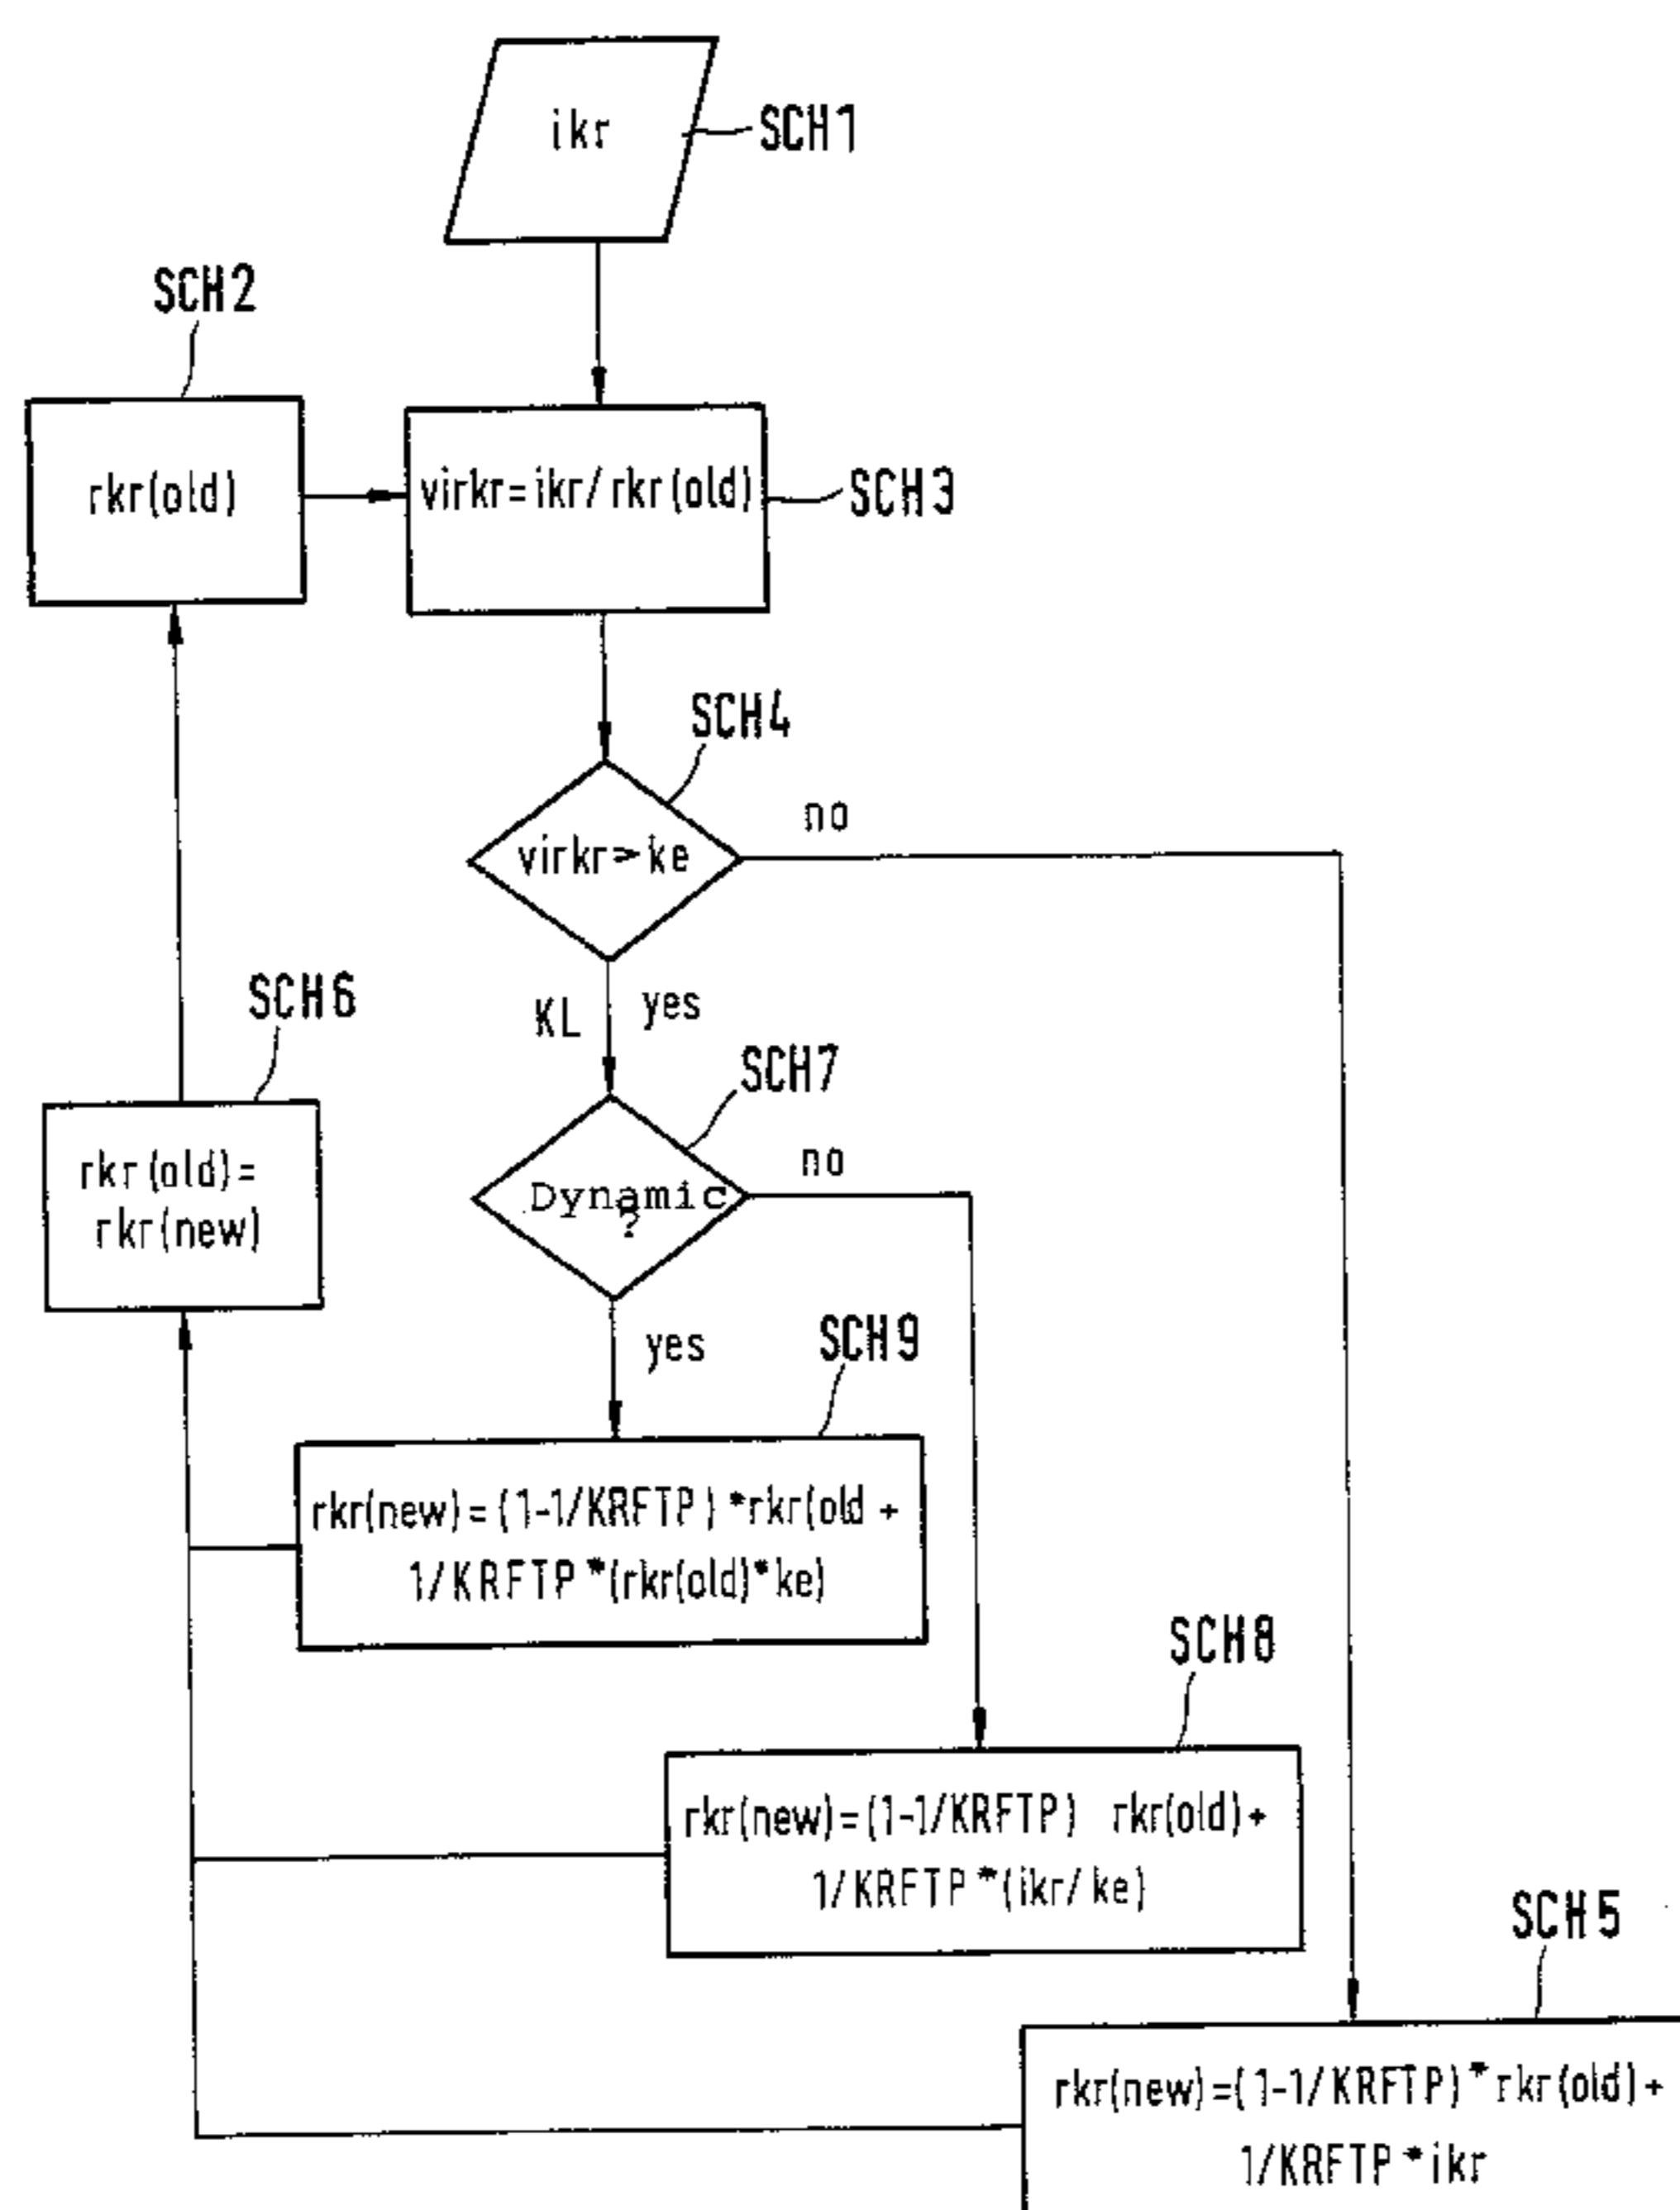 ikr
SCH1
SCH2
rkr(old)
virkr=ikr/rkr(old)
SCH3
SCH4
virkr>ke
no
KL
yes
SCH6
rkr(old)=
rkr(new)
SCH7
Dynamic
?
no
yes
SCH9
rkr(new)=(1-1/KRFTP)*rkr(old +
1/KRFTP*(rkr(old)*ke)
SCH8
rkr(new)=(1-1/KRFTP) rkr(old)+
1/KRFTP*(ikr/ke)
SCH5
rkr(new)=(1-1/KRFTP)*rkr(old)+
1/KRFTP*ikr